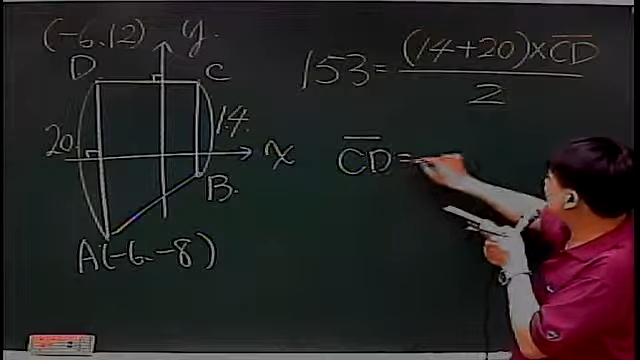 (-6,12) y
D C
20 14
x
B
A(-6,-8)
153=(14+20)×CD/2
CD=